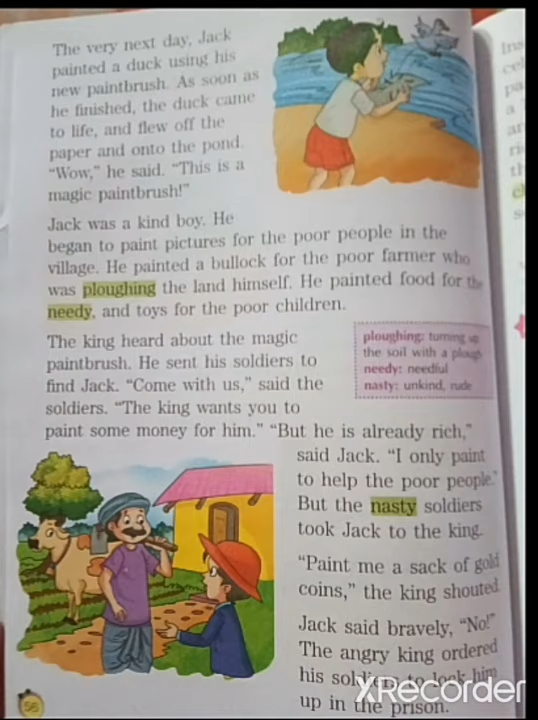 The very next day, Jack
painted a duck using his
new paintbrush. As soon as
he finished, the duck came
to life, and flew off the
paper and onto the pond.
"Wow," he said. "This is a
magic paintbrush!"
Jack was a kind boy. He
began to paint pictures for the poor people in the
village. He painted a bullock for the poor farmer who
was ploughing the land himself. He painted food for the
needy, and toys for the poor children.
The king heard about the magic
paintbrush. He sent his soldiers to
find Jack. "Come with us," said the
soldiers. "The king wants you to
paint some money for him." "But he is already rich,"
ploughing: turning up
the soil with a plough
needy: needful
nasty: unkind, rude
said Jack. "I only paint
to help the poor people."
But the nasty soldiers
took Jack to the king.
"Paint me a sack of gold
coins," the king shouted.
Jack said bravely, "No!"
The angry king ordered
his soldiers to lock him
up in the prison.
56
XRecorder